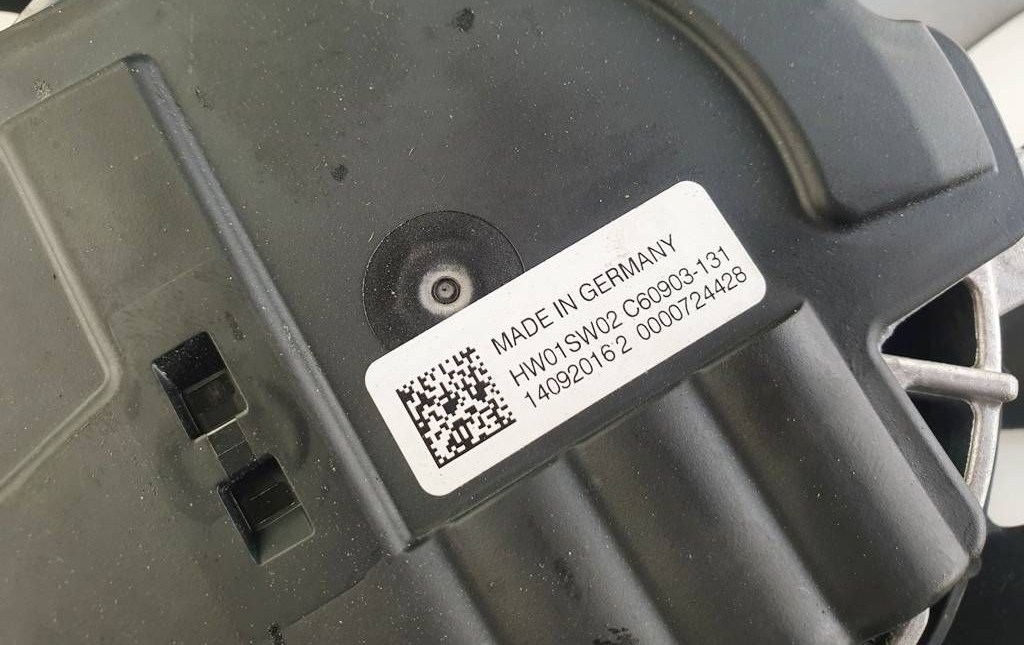 MADE IN GERMANY
HW01SW02 C60903-131
14092016 2 0000724428